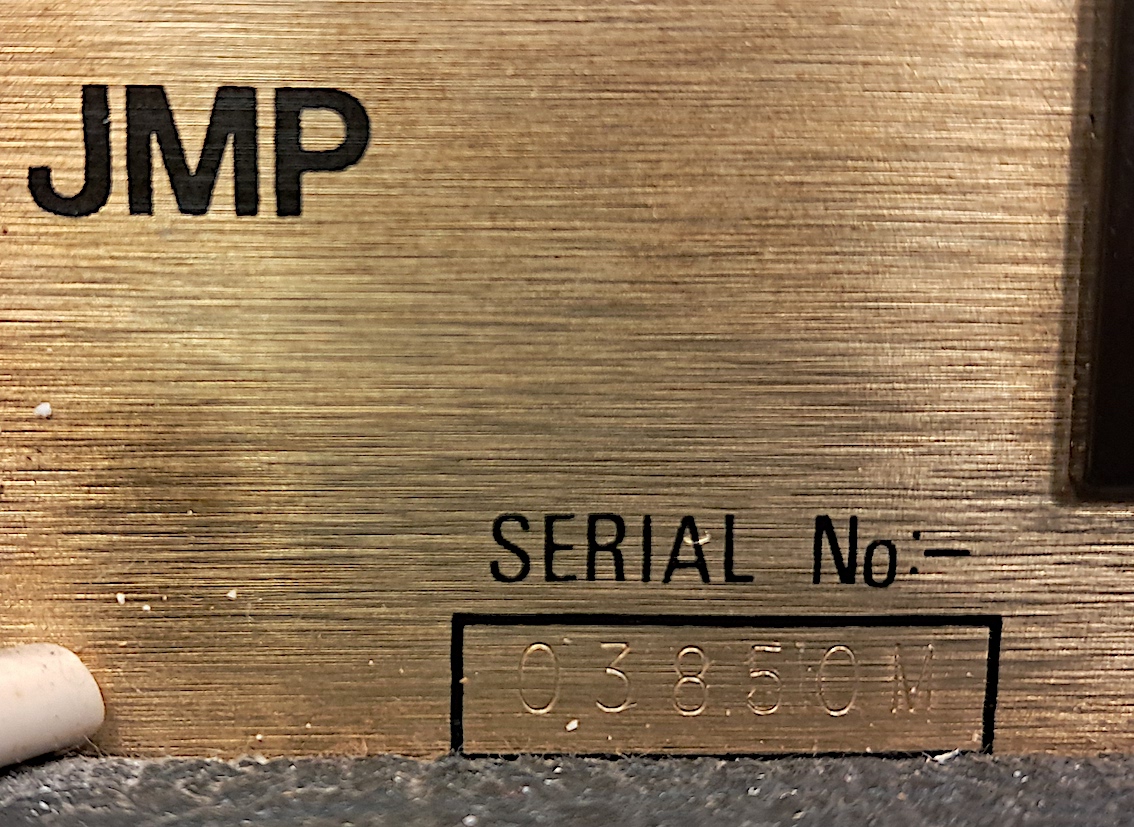 JMP
SERIAL No:-
03850M